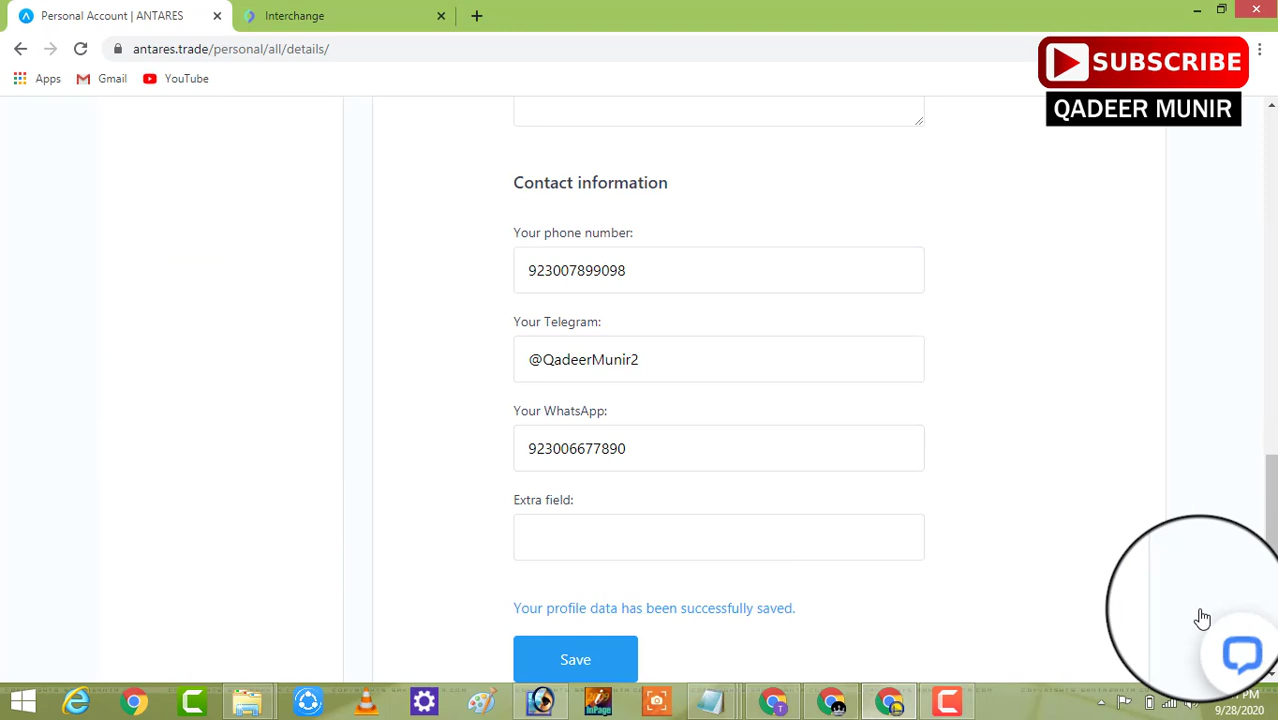 Personal Account | ANTARES
Interchange
antares.trade/personal/all/details/
Apps
Gmail
YouTube
SUBSCRIBE
QADEER MUNIR
Contact information
Your phone number:
923007899098
Your Telegram:
@QadeerMunir2
Your WhatsApp:
923006677890
Extra field:
Your profile data has been successfully saved.
Save
InPage
PM
9/28/2020